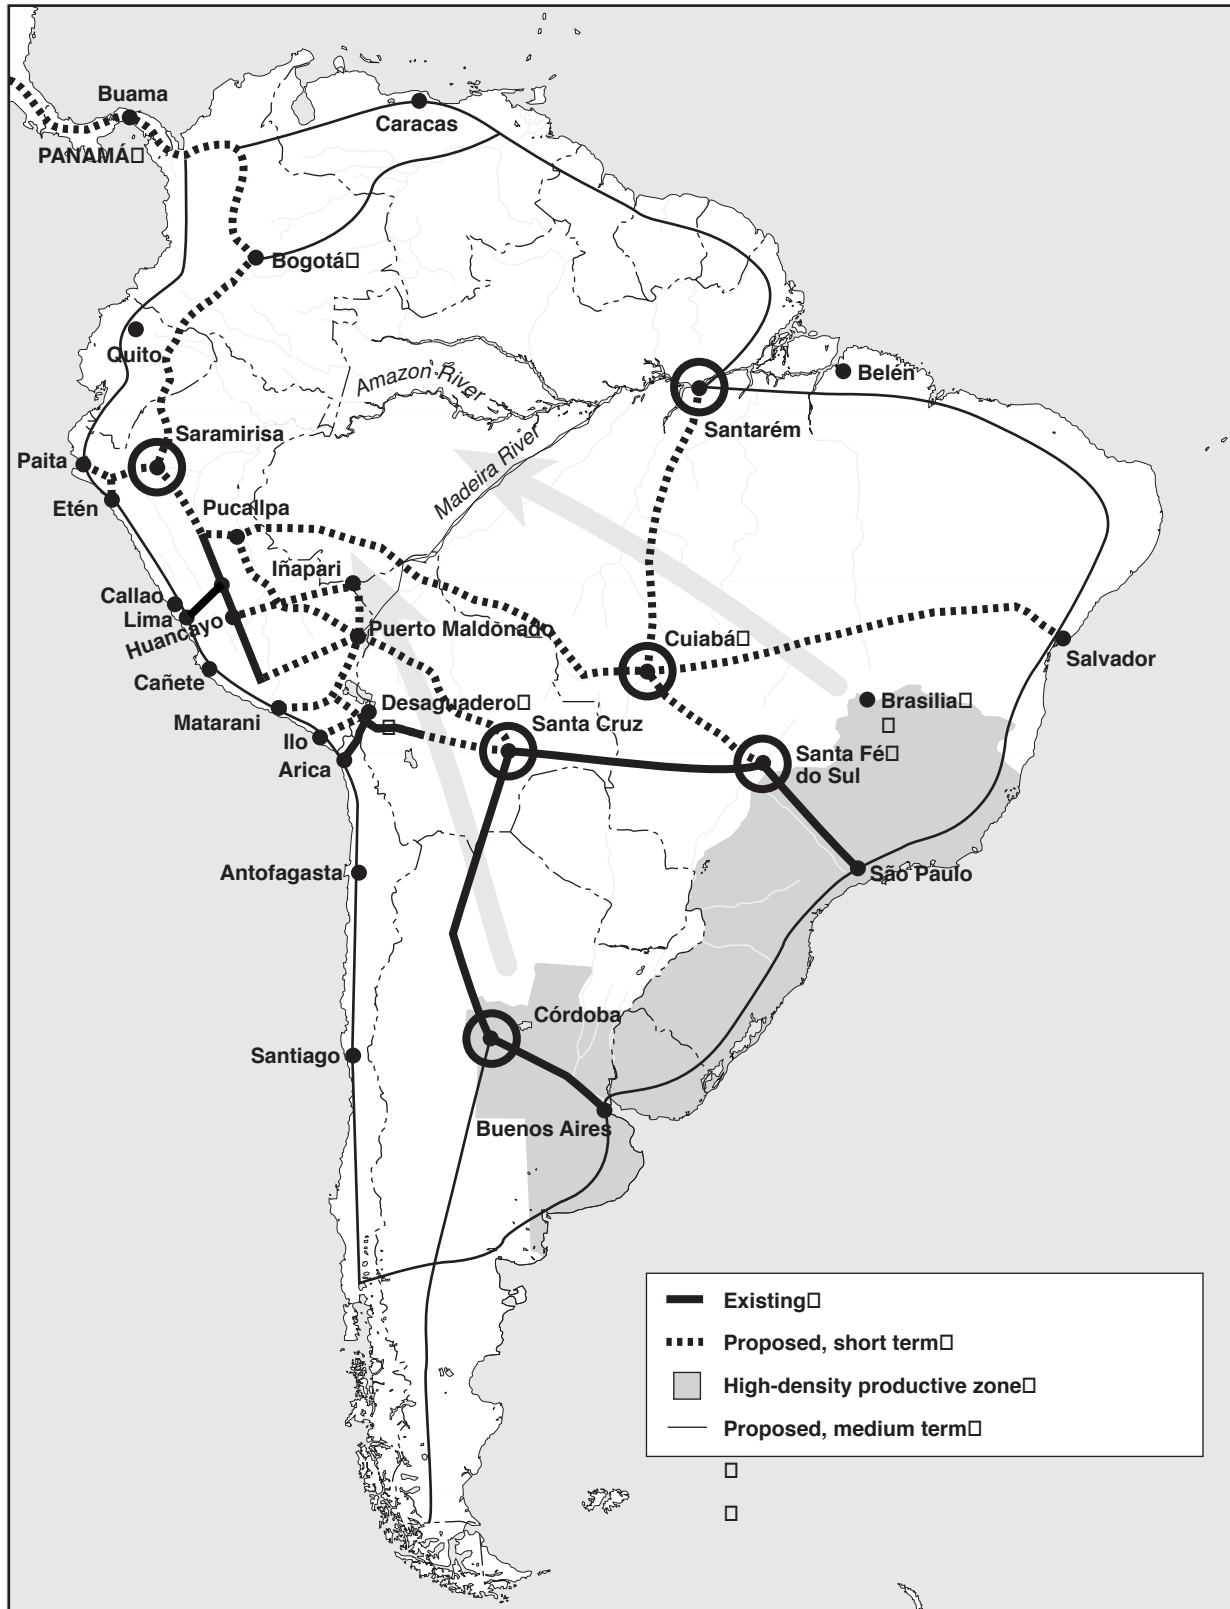 Buama
PANAMÁ□
Caracas
Bogotá□
Quito
Amazon River
Belén
Santarém
Saramirisa
Paita
Madeira River
Etén
Pucallpa
Iñapari
Callao
Lima
Huancayo
Puerto Maldonado□
Cuiabá□
Salvador
Cañete
Matarani
Desaguadero□
□
Brasilia□
□
Santa Cruz
Ilo
Arica
Santa Fé□
do Sul
Antofagasta
São Paulo
Córdoba
Santiago
Buenos Aires
Existing□
Proposed, short term□
High-density productive zone□
Proposed, medium term□
□
□